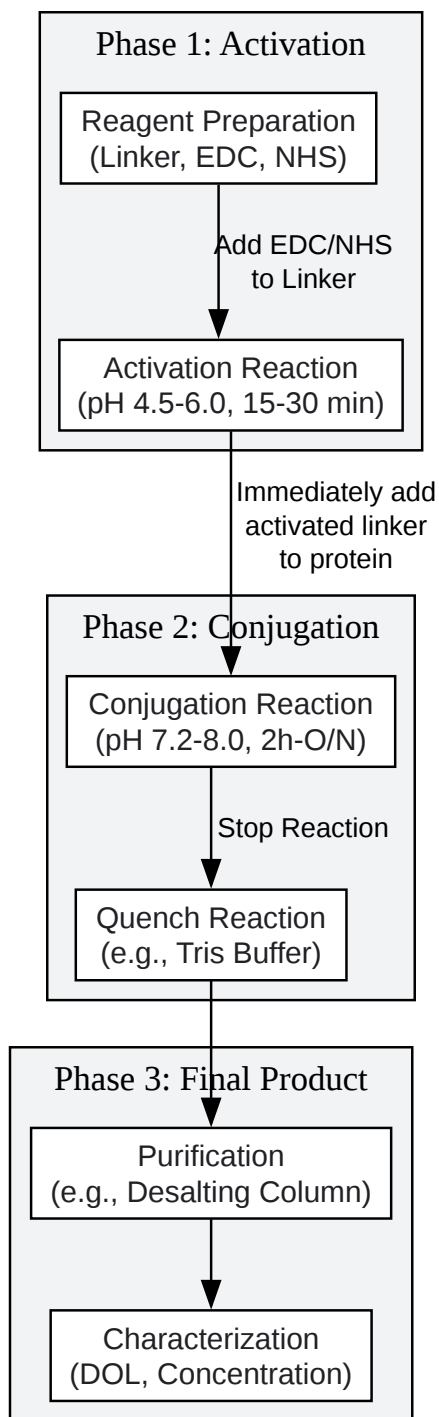 Phase 1: Activation
Reagent Preparation
(Linker, EDC, NHS)
Add EDC/NHS
to Linker
Activation Reaction
(pH 4.5-6.0, 15-30 min)
Immediately add
activated linker
to protein
Phase 2: Conjugation
Conjugation Reaction
(pH 7.2-8.0, 2h-O/N)
Stop Reaction
Quench Reaction
(e.g., Tris Buffer)
Phase 3: Final Product
Purification
(e.g., Desalting Column)
Characterization
(DOL, Concentration)